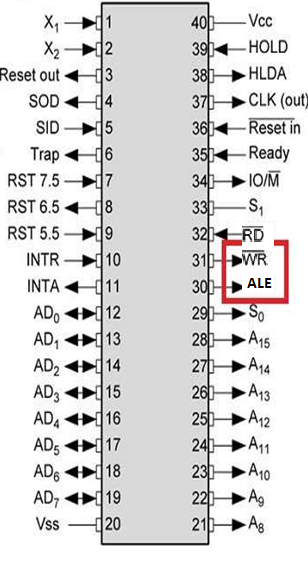 X₁ 1 40 Vcc
X₂ 2 39 HOLD
Reset out 3 38 HLDA
SOD 4 37 CLK (out)
SID 5 36 R̅e̅s̅e̅t̅ ̅i̅n̅
Trap 6 35 Ready
RST 7.5 7 34 IO/M̅
RST 6.5 8 33 S₁
RST 5.5 9 32 R̅D̅
INTR 10 31 W̅R̅
INTA 11 30 ALE
AD₀ 12 29 S₀
AD₁ 13 28 A₁₅
AD₂ 14 27 A₁₄
AD₃ 15 26 A₁₃
AD₄ 16 25 A₁₂
AD₅ 17 24 A₁₁
AD₆ 18 23 A₁₀
AD₇ 19 22 A₉
Vss 20 21 A₈